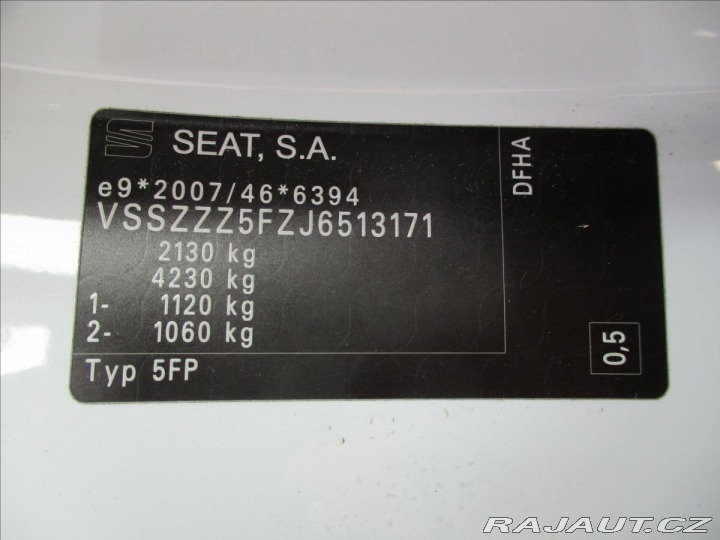 SEAT, S.A.
e9*2007/46*6394
VSSZZZ5FZJ6513171
2130 kg
4230 kg
1- 1120 kg
2- 1060 kg
Typ 5FP
DFHA
0,5
RAJAUT.CZ